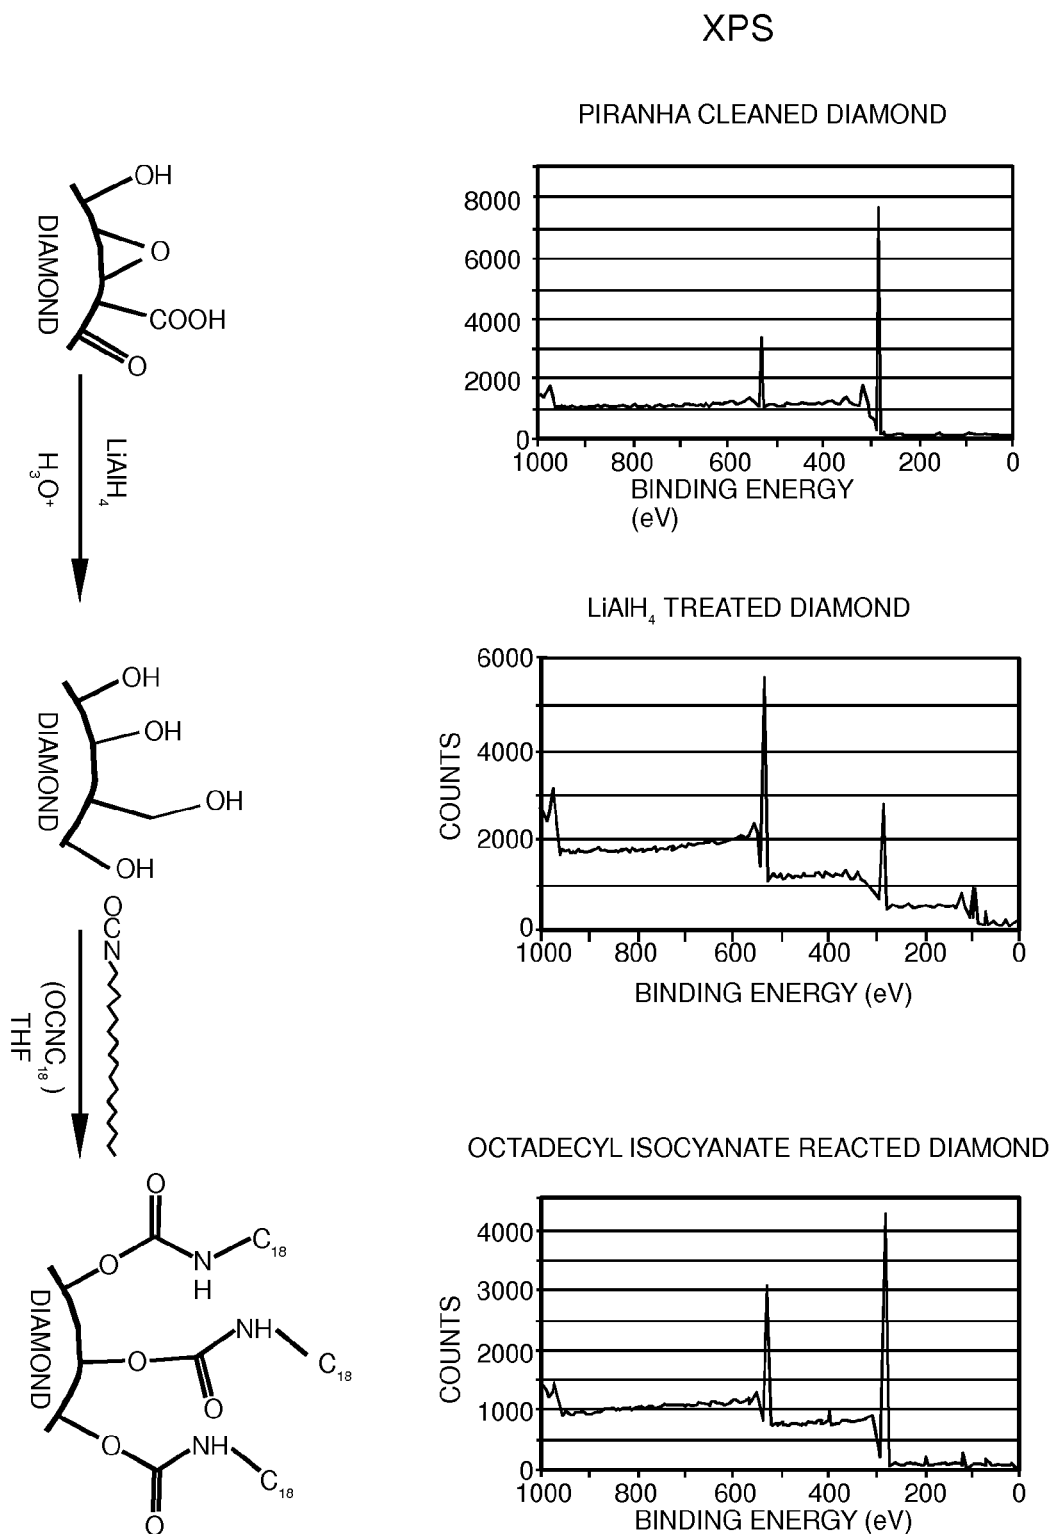 XPS
PIRANHA CLEANED DIAMOND
OH
O
COOH
O
DIAMOND
8000
6000
4000
2000
0
1000 800 600 400 200 0
BINDING ENERGY
(eV)
LiAlH₄
H₃O⁺
LiAlH₄ TREATED DIAMOND
OH
OH
OH
OH
DIAMOND
COUNTS
6000
4000
2000
0
1000 800 600 400 200 0
BINDING ENERGY (eV)
OCN
(OCNC₁₈)
THF
OCTADECYL ISOCYANATE REACTED DIAMOND
O
O
N
H
C₁₈
DIAMOND
O
NH
C₁₈
O
O
NH
C₁₈
O
COUNTS
4000
3000
2000
1000
0
1000 800 600 400 200 0
BINDING ENERGY (eV)